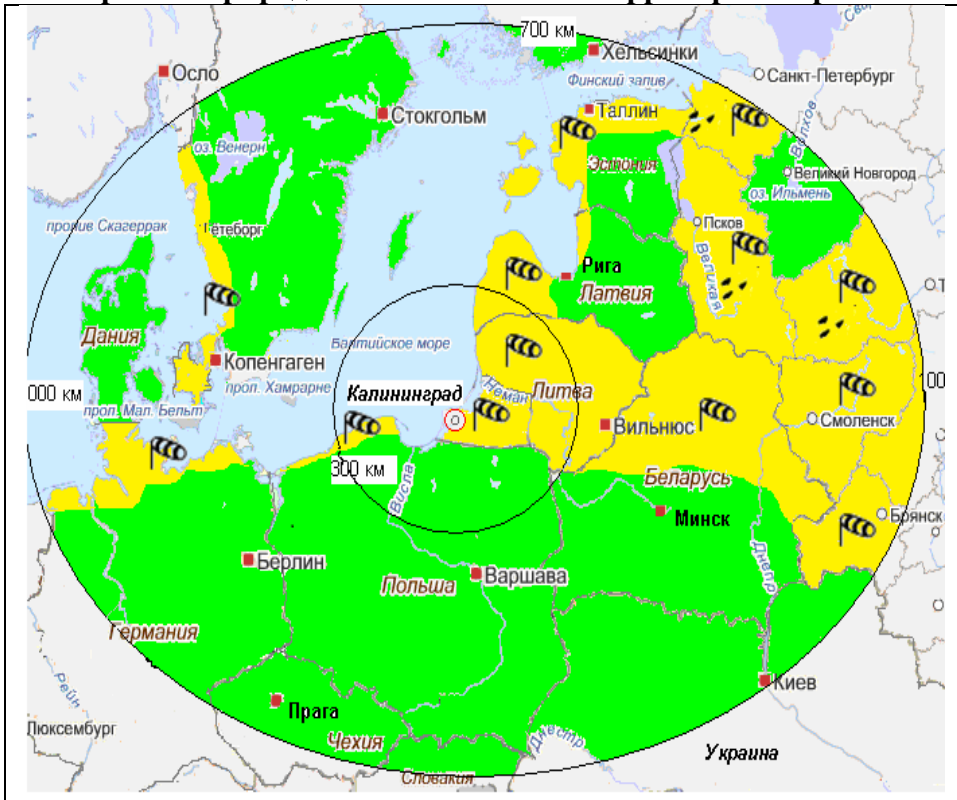 700 км
Хельсинки
Осло
Финский залив
Санкт-Петербург
Стокгольм
Таллин
Волхов
оз. Венерн
Эстония
Великий Новгород
оз. Ильмень
Псков
пролив Скагеррак
Гётеборг
Великая
Рига
Латвия
Дания
Балтийское море
Копенгаген
прол. Хамрарне
Калининград
Неман
Литва
000 км
00
прол. Мал. Бельт
Вильнюс
Смоленск
300 км
Висла
Беларусь
Минск
Брянск
Днепр
Берлин
Польша
Варшава
Германия
Рейн
Киев
Прага
Люксембург
Чехия
Днестр
Украина
Словакия